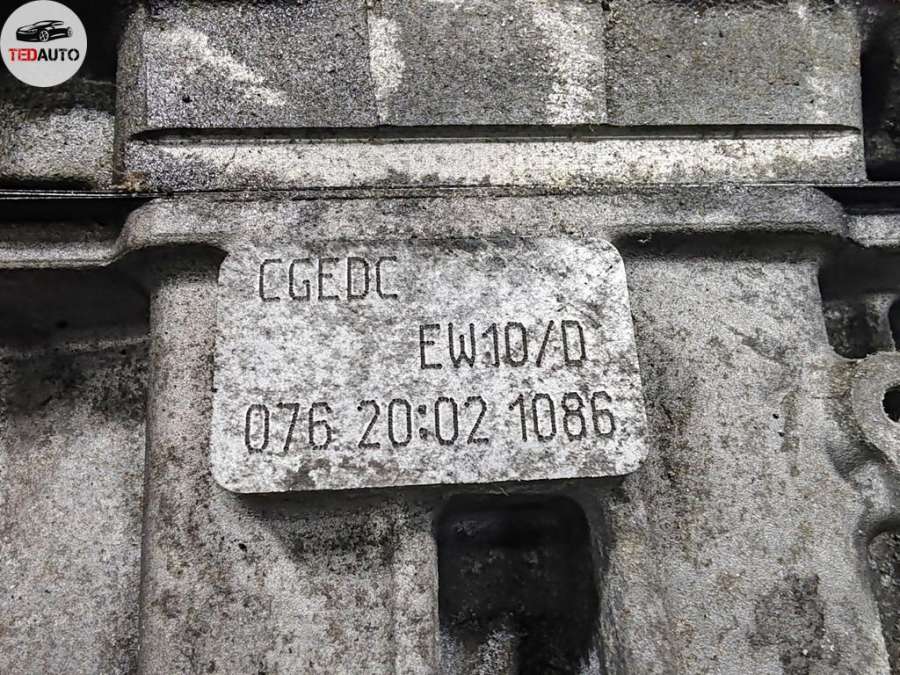 TEDAUTO
CGEDC
EW10/D
076 20:02 1086